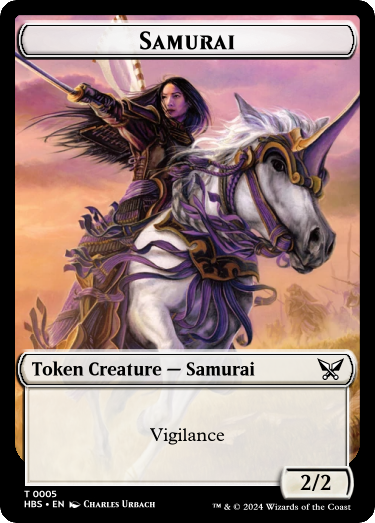 Samurai
Token Creature — Samurai
Vigilance
2/2
T 0005
HBS • EN Charles Urbach
™ & © 2024 Wizards of the Coast